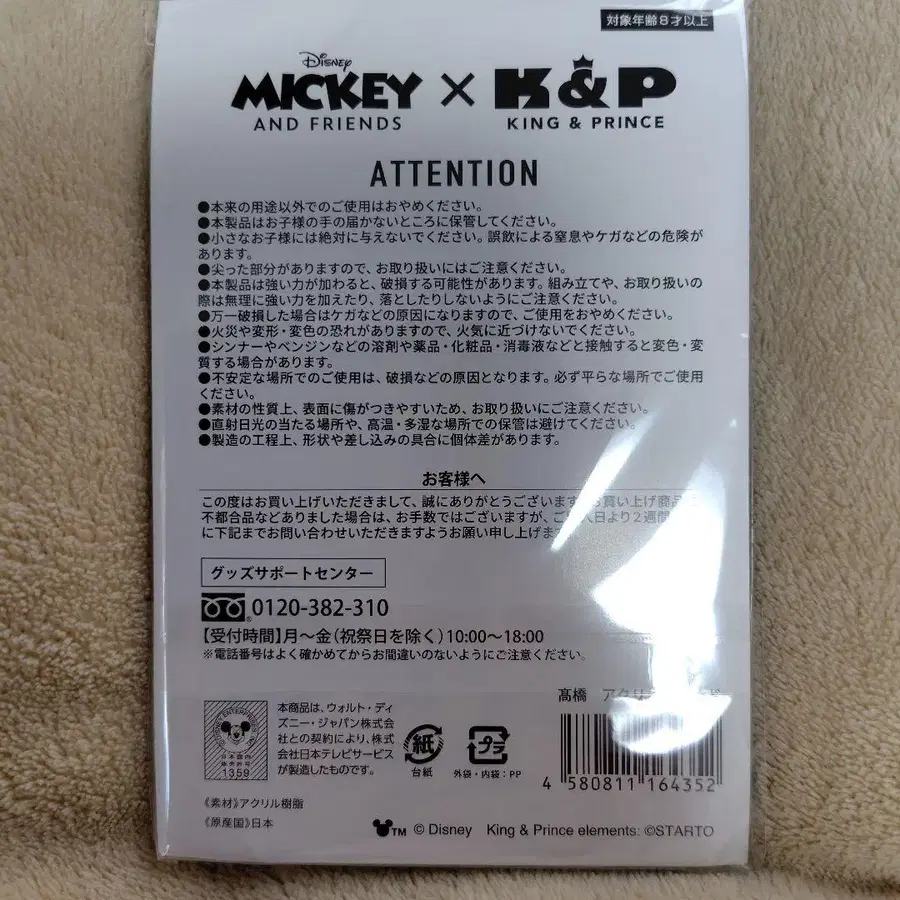 対象年齢8才以上
Disney
MICKEY × K&P
AND FRIENDS KING & PRINCE
ATTENTION
●本来の用途以外でのご使用はおやめください。
●本製品はお子様の手の届かないところに保管してください。
●小さなお子様には絶対に与えないでください。誤飲による窒息やケガなどの危険が
あります。
●尖った部分がありますので、お取り扱いにはご注意ください。
●本製品は強い力が加わると、破損する可能性があります。組み立てや、お取り扱いの
際は無理に強い力を加えたり、落としたりしないようにご注意ください。
●万一破損した場合はケガなどの原因になりますので、ご使用をおやめください。
●火災や変形・変色の恐れがありますので、火気に近づけないでください。
●シンナーやベンジンなどの溶剤や薬品・化粧品・消毒液などと接触すると変色・変
質する場合があります。
●不安定な場所でのご使用は、破損などの原因となります。必ず平らな場所でご使用
ください。
●素材の性質上、表面に傷がつきやすいため、お取り扱いにご注意ください。
●直射日光の当たる場所や、高温・多湿な場所での保管は避けてください。
●製造の工程上、形状や差し込みの具合に個体差があります。
お客様へ
この度はお買い上げいただきまして、誠にありがとうございます お買い上げ商品
不都合品などありました場合は、お手数ではございますが、ご 入日より2週間
に下記までお問い合わせいただきますようお願い申し上げま
グッズサポートセンター
0120-382-310
【受付時間】月～金(祝祭日を除く)10:00～18:00
※電話番号はよく確かめてからお間違いのないようにご注意ください。
髙橋 アクリ
本商品は、ウォルト・ディ
ズニー・ジャパン株式会
社との契約により、株式
会社日本テレビサービス
が製造したものです。
日本国内
販売許可
1359
紙
台紙
プラ
外袋・内袋:PP
4 580811 164352
《素材》アクリル樹脂
《原産国》日本
TM © Disney King & Prince elements: ©STARTO